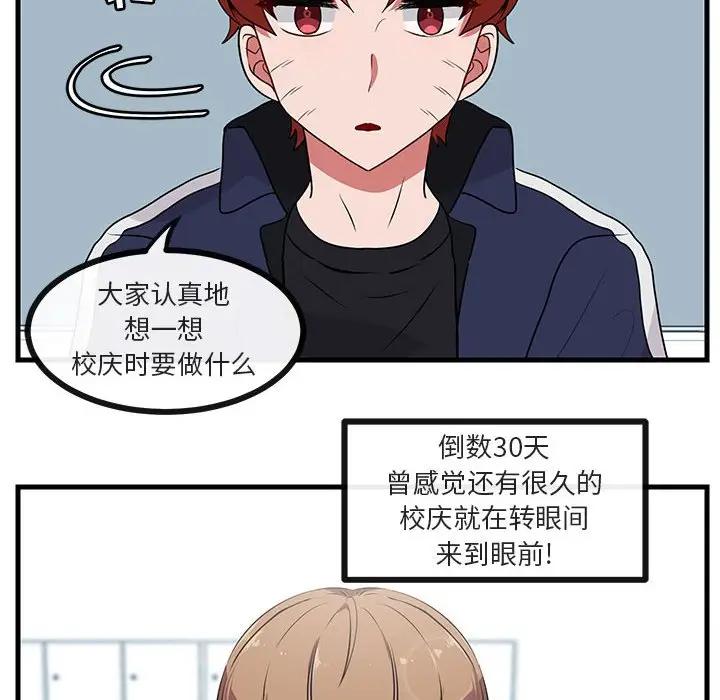 大家认真地
想一想
校庆时要做什么
倒数30天
曾感觉还有很久的
校庆就在转眼间
来到眼前!